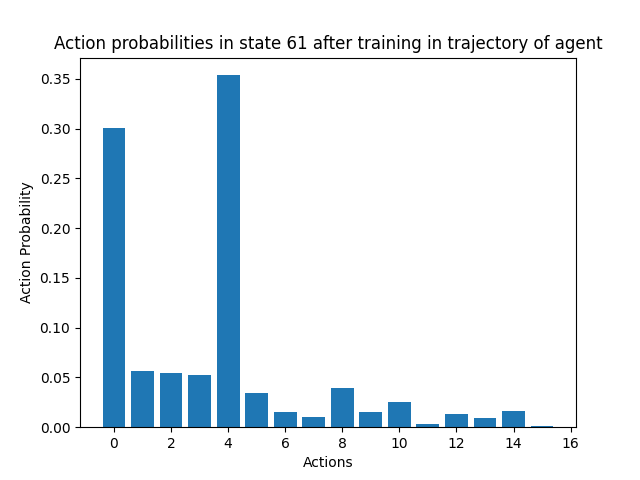 Action probabilities in state 61 after training in trajectory of agent
0.35
0.30
0.25
0.20
0.15
0.10
0.05
0.00
Action Probability
0 2 4 6 8 10 12 14 16
Actions